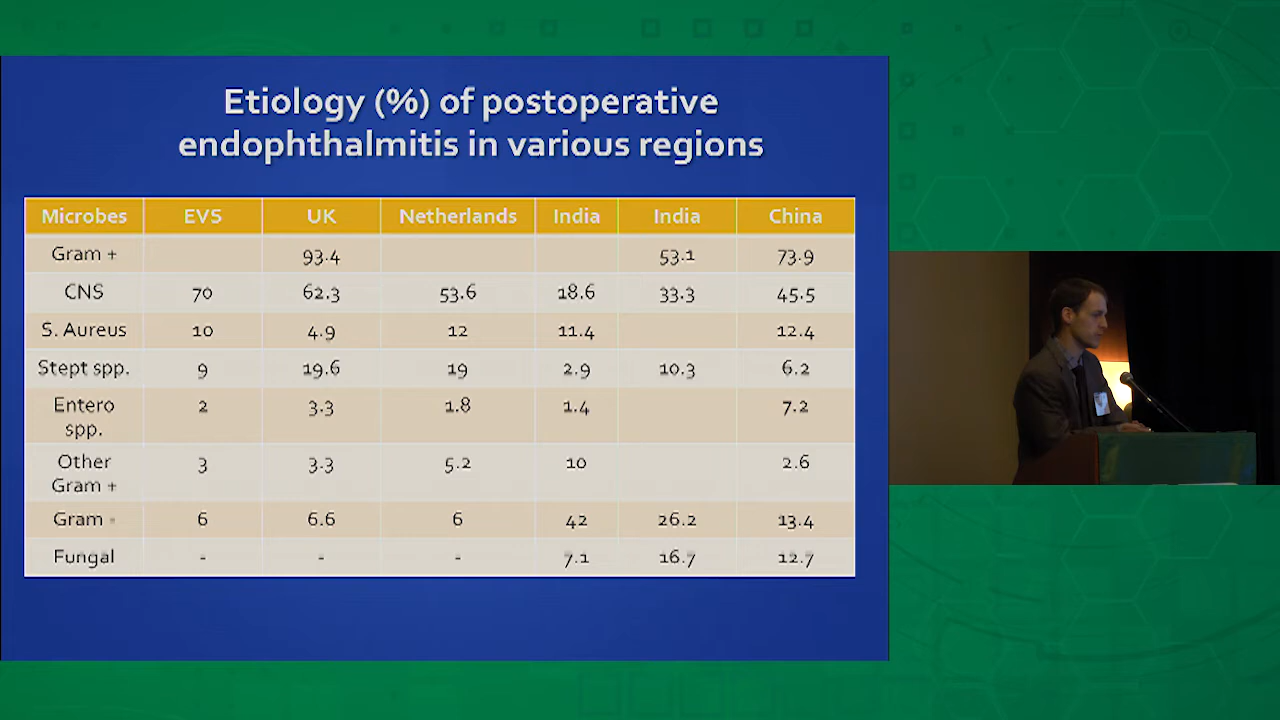 Etiology (%) of postoperative
endophthalmitis in various regions
Microbes EVS UK Netherlands India India China
Gram + 93.4 53.1 73.9
CNS 70 62.3 53.6 18.6 33.3 45.5
S. Aureus 10 4.9 12 11.4 12.4
Stept spp. 9 19.6 19 2.9 10.3 6.2
Entero spp. 2 3.3 1.8 1.4 7.2
Other Gram + 3 3.3 5.2 10 2.6
Gram - 6 6.6 6 42 26.2 13.4
Fungal - - - 7.1 16.7 12.7